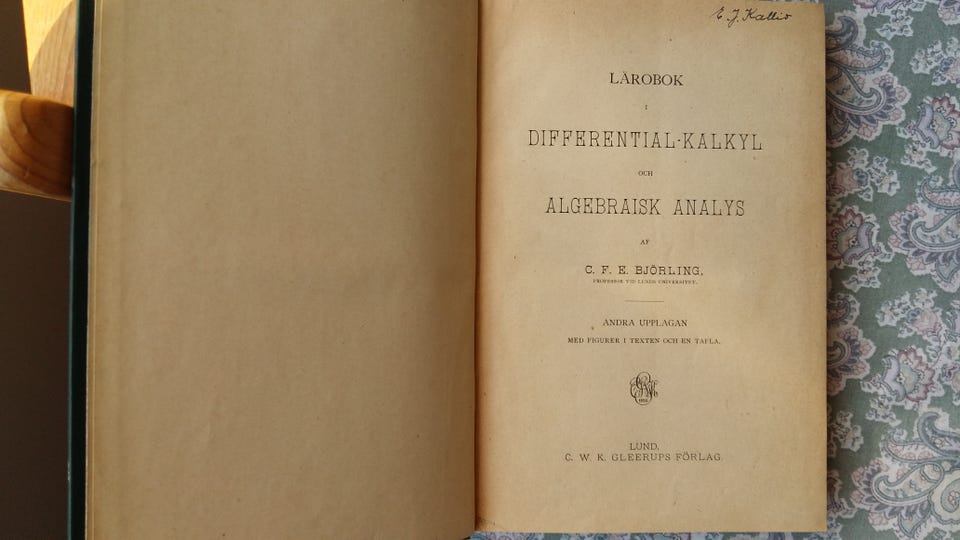 E. J. Kallio
LÄROBOK
I
DIFFERENTIAL-KALKYL
OCH
ALGEBRAISK ANALYS
AF
C. F. E. BJÖRLING,
PROFESSOR VID LUNDS UNIVERSITET.
ANDRA UPPLAGAN
MED FIGURER I TEXTEN OCH EN TAFLA.
LUND,
C. W. K. GLEERUPS FÖRLAG.